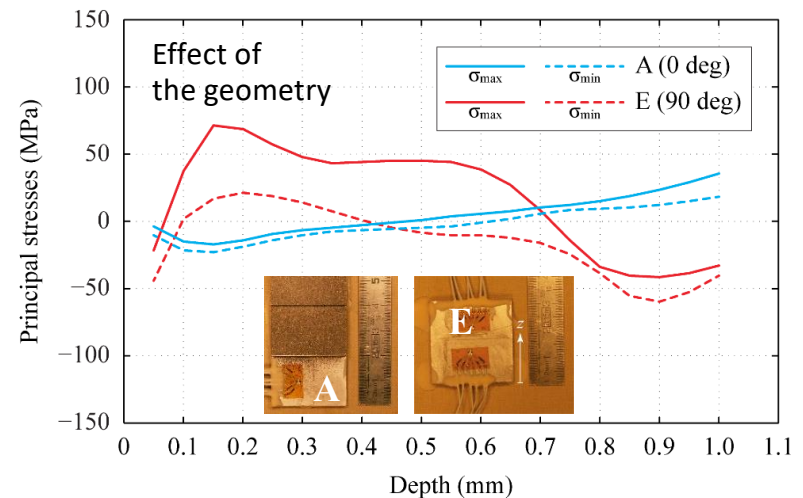 Effect of
the geometry
σmax σmin A (0 deg)
σmax σmin E (90 deg)
Principal stresses (MPa)
150
100
50
0
−50
−100
−150
A
E
z
0 0.1 0.2 0.3 0.4 0.5 0.6 0.7 0.8 0.9 1.0 1.1
Depth (mm)